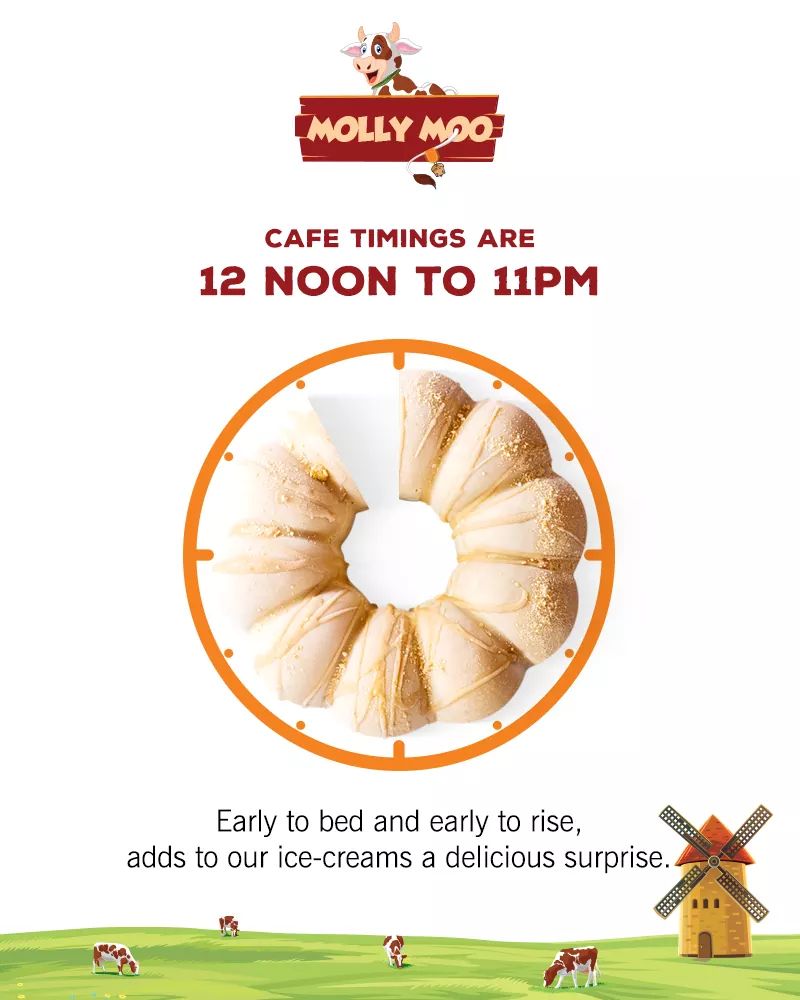 MOLLY MOO
CAFE TIMINGS ARE
12 NOON TO 11PM
Early to bed and early to rise,
adds to our ice-creams a delicious surprise.